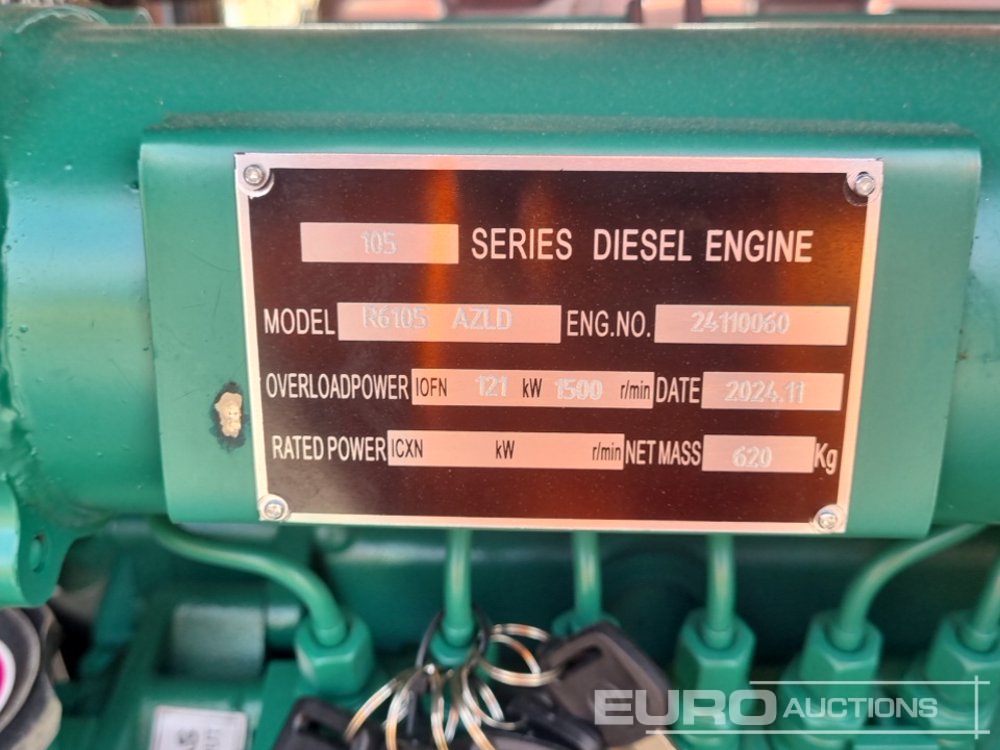 105 SERIES DIESEL ENGINE
MODEL R6105 AZLD ENG.NO. 24110060
OVERLOADPOWER IOFN 121 kW 1500 r/min DATE 2024.11
RATED POWER ICXN kW r/min NET MASS 620 Kg
EURO AUCTIONS